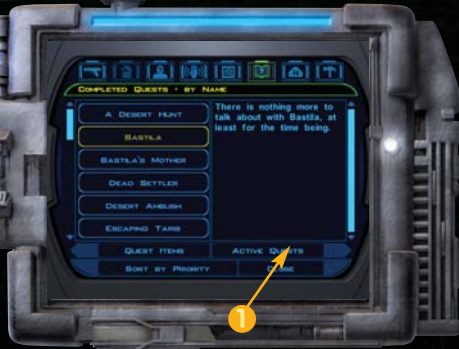 Completed Quests - by Name
A Desert Hunt
Bastila
Bastila's Mother
Dead Settler
Desert Ambush
Escaping Taris
There is nothing more to
talk about with Bastila, at
least for the time being.
Quest Items
Active Quests
Sort by Priority
Close
1